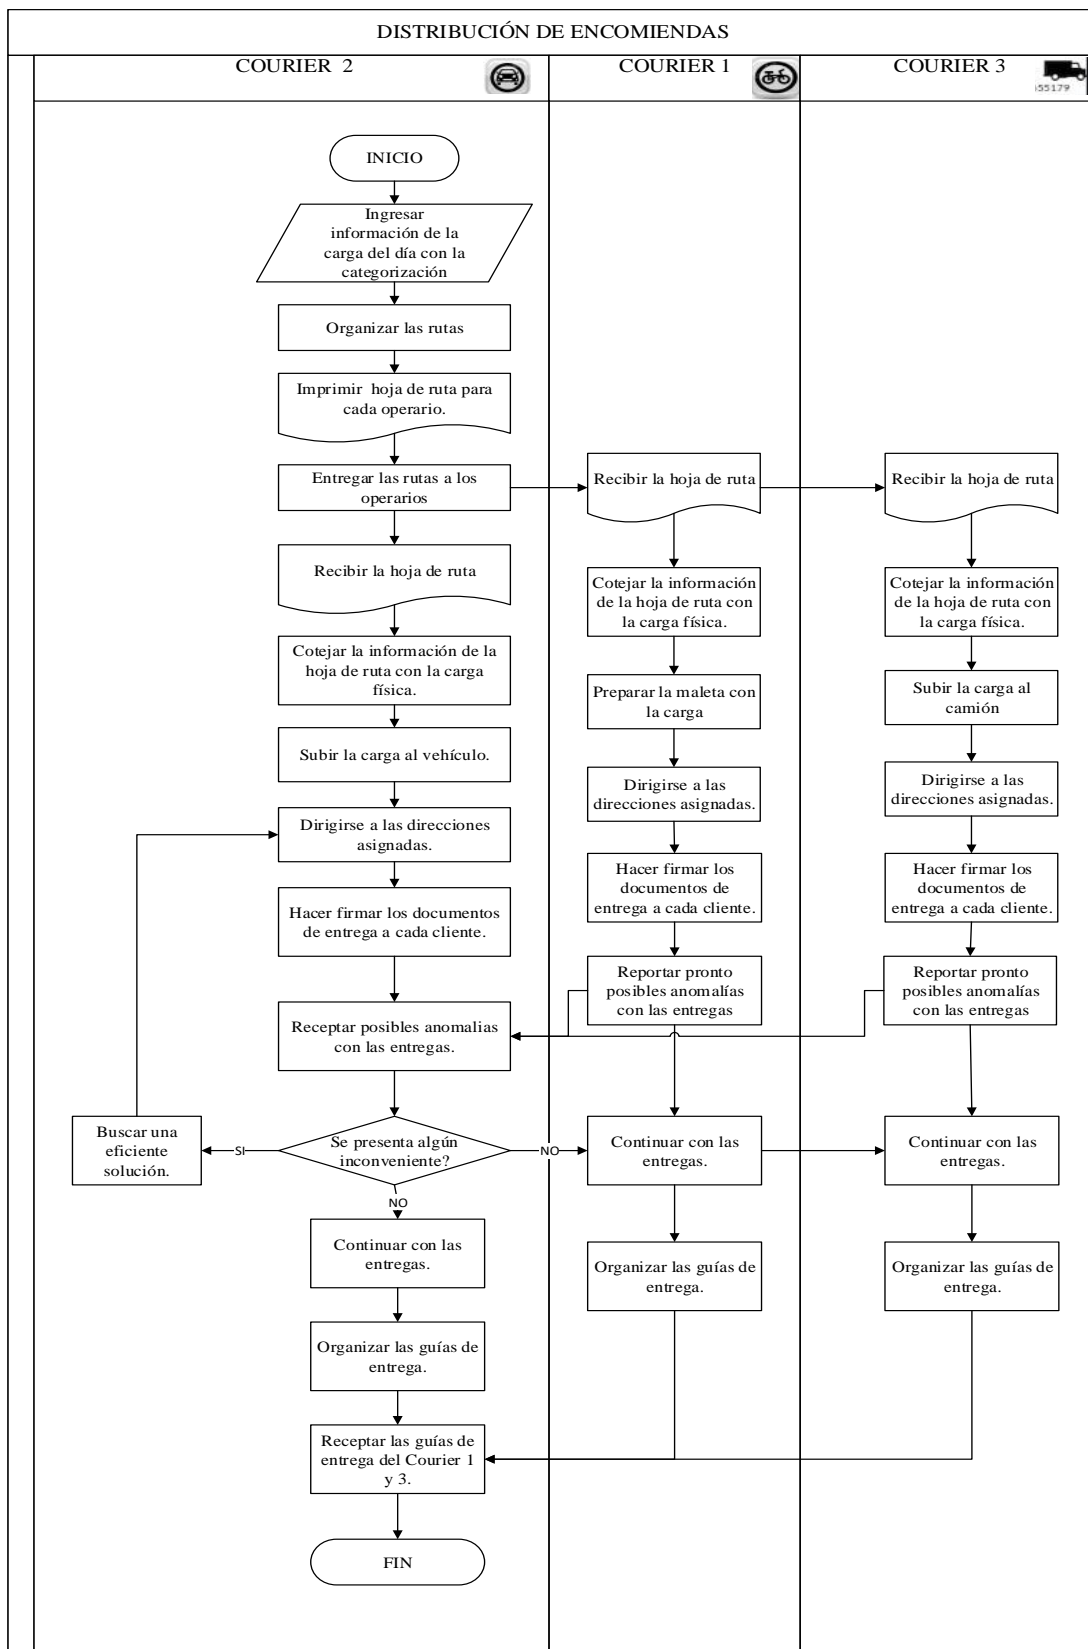 DISTRIBUCIÓN DE ENCOMIENDAS
COURIER 2
COURIER 1
COURIER 3
55179
INICIO
Ingresar
información de la
carga del día con la
categorización
Organizar las rutas
Imprimir hoja de ruta para
cada operario.
Entregar las rutas a los
operarios
Recibir la hoja de ruta
Recibir la hoja de ruta
Recibir la hoja de ruta
Cotejar la información de la
hoja de ruta con la carga
física.
Cotejar la información
de la hoja de ruta con
la carga física.
Cotejar la información
de la hoja de ruta con
la carga física.
Subir la carga al vehículo.
Preparar la maleta con
la carga
Subir la carga al
camión
Dirigirse a las direcciones
asignadas.
Dirigirse a las
direcciones asignadas.
Dirigirse a las
direcciones asignadas.
Hacer firmar los documentos
de entrega a cada cliente.
Hacer firmar los
documentos de
entrega a cada cliente.
Hacer firmar los
documentos de
entrega a cada cliente.
Receptar posibles anomalias
con las entregas.
Reportar pronto
posibles anomalías
con las entregas
Reportar pronto
posibles anomalías
con las entregas
Buscar una
eficiente
solución.
SI
Se presenta algún
inconveniente?
NO
NO
Continuar con las
entregas.
Continuar con las
entregas.
Continuar con las
entregas.
Organizar las guías de
entrega.
Organizar las guías de
entrega.
Organizar las guías de
entrega.
Receptar las guías de
entrega del Courier 1
y 3.
FIN